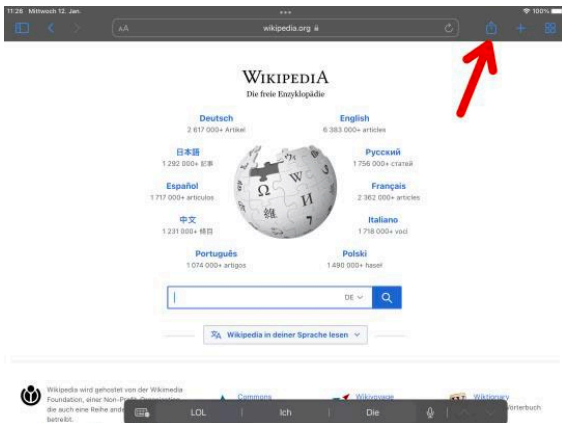 11:26 Mittwoch 12. Jan.
100%
AA
wikipedia.org
WIKIPEDIA
Die freie Enzyklopädie
Deutsch
2 617 000+ Artikel
English
6 383 000+ articles
日本語
1 292 000+ 記事
Русский
1 756 000+ статей
Español
1 717 000+ artículos
Français
2 362 000+ articles
中文
1 231 000+ 條目
Italiano
1 718 000+ voci
Português
1 074 000+ artigos
Polski
1 490 000+ haseł
DE
Wikipedia in deiner Sprache lesen
Wikipedia wird gehostet von der Wikimedia
Foundation, einer Non-Profit
die auch eine Reihe
betreibt.
Commons
Wikivoyage
Wiktionary
LOL
Ich
Die